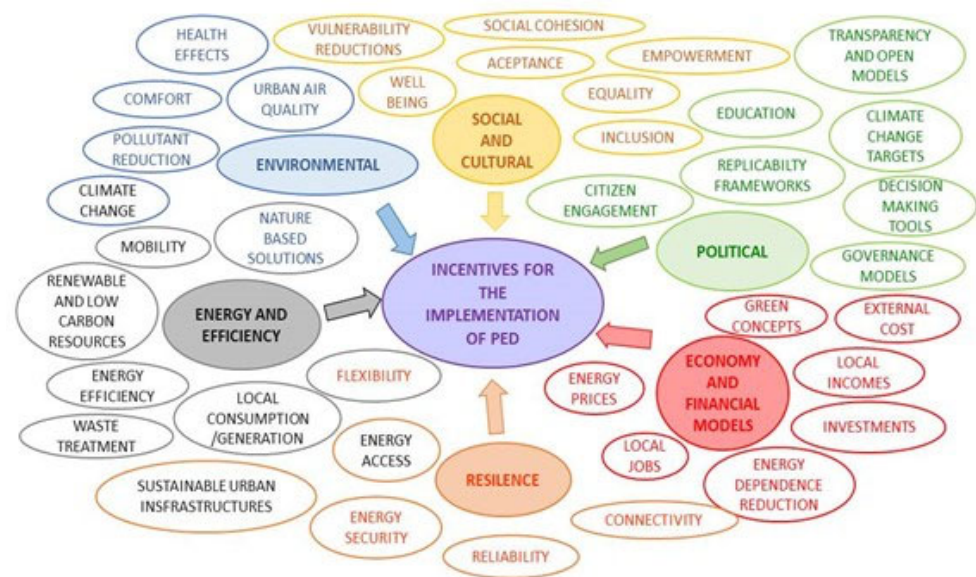 HEALTH
EFFECTS
VULNERABILITY
REDUCTIONS
SOCIAL COHESION
ACEPTANCE
EMPOWERMENT
TRANSPARENCY
AND OPEN
MODELS
COMFORT
URBAN AIR
QUALITY
WELL
BEING
EQUALITY
SOCIAL
AND
CULTURAL
INCLUSION
EDUCATION
CLIMATE
CHANGE
TARGETS
POLLUTANT
REDUCTION
ENVIRONMENTAL
REPLICABILTY
FRAMEWORKS
CLIMATE
CHANGE
CITIZEN
ENGAGEMENT
DECISION
MAKING
TOOLS
MOBILITY
NATURE
BASED
SOLUTIONS
POLITICAL
GOVERNANCE
MODELS
INCENTIVES FOR
THE
IMPLEMENTATION
OF PED
RENEWABLE
AND LOW
CARBON
RESOURCES
ENERGY AND
EFFICIENCY
GREEN
CONCEPTS
EXTERNAL
COST
ENERGY
EFFICIENCY
FLEXIBILITY
ENERGY
PRICES
ECONOMY
AND
FINANCIAL
MODELS
LOCAL
INCOMES
LOCAL
CONSUMPTION
/GENERATION
WASTE
TREATMENT
INVESTMENTS
ENERGY
ACCESS
LOCAL
JOBS
RESILENCE
ENERGY
DEPENDENCE
REDUCTION
SUSTAINABLE URBAN
INSFRASTRUCTURES
ENERGY
SECURITY
CONNECTIVITY
RELIABILITY